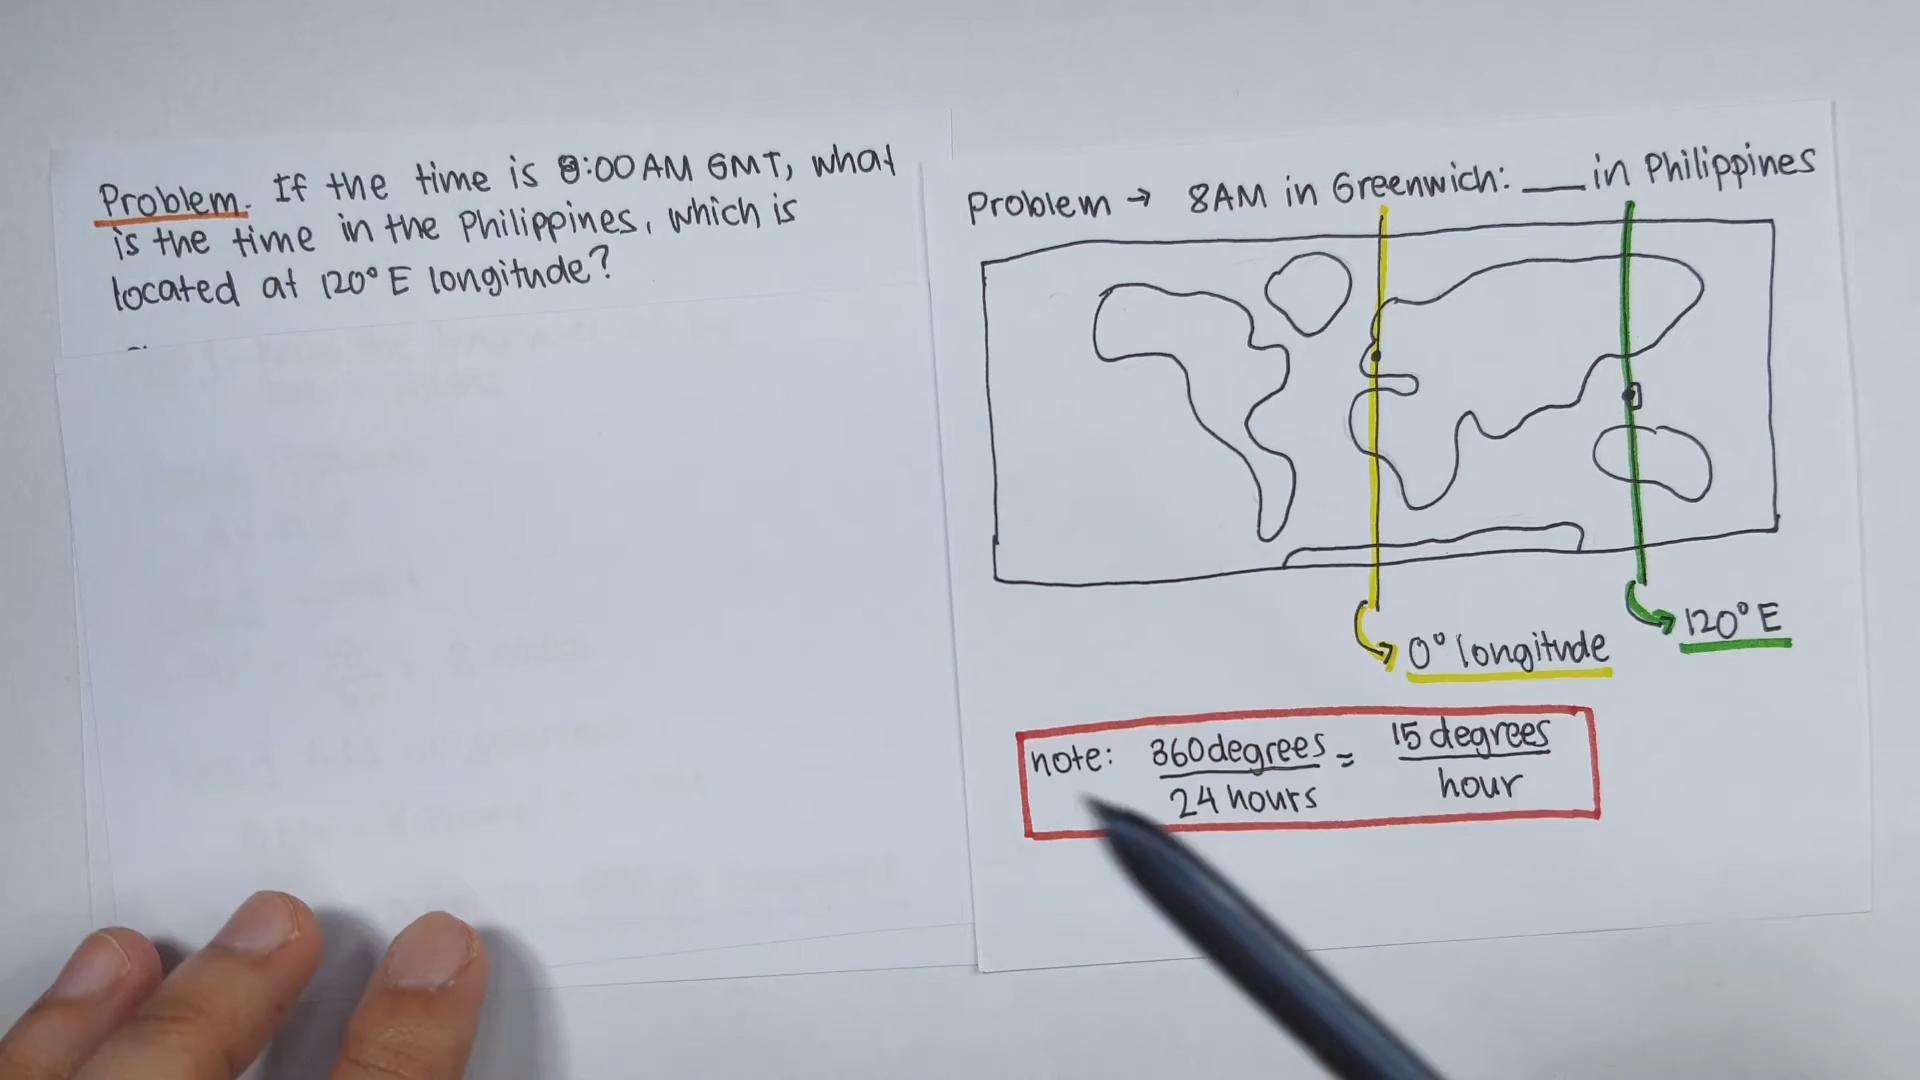 Problem. If the time is 8:00 AM GMT, what
is the time in the Philippines, which is
located at 120° E longitude?
Problem → 8AM in Greenwich: ___ in Philippines
0° longitude
120° E
note: 360 degrees = 15 degrees
24 hours hour